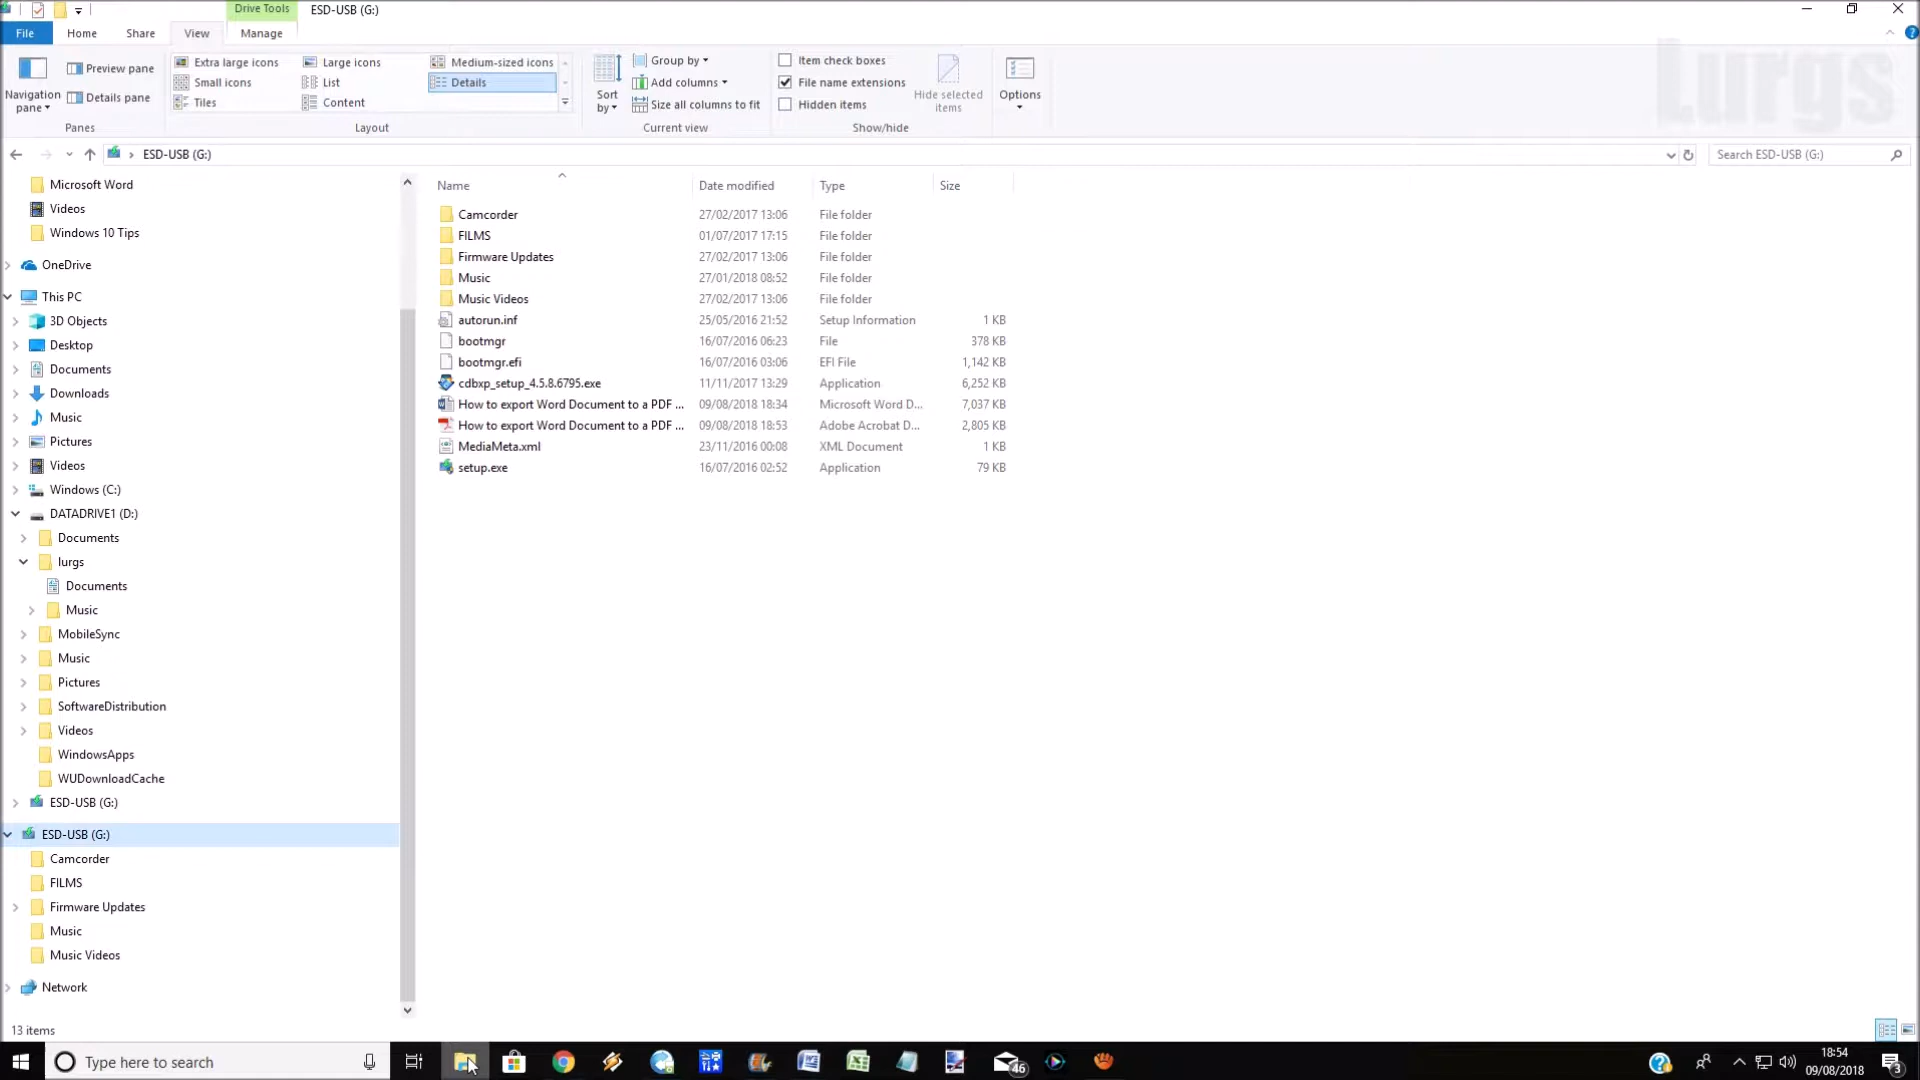 Drive Tools ESD-USB (G:)
File Home Share View Manage
Navigation pane
Preview pane
Details pane
Panes
Extra large icons Large icons Medium-sized icons
Small icons List Details
Tiles Content
Layout
Sort by
Group by
Add columns
Size all columns to fit
Current view
Item check boxes
File name extensions
Hidden items
Hide selected items
Show/hide
Options
Lurgs
ESD-USB (G:)
Search ESD-USB (G:)
Microsoft Word
Videos
Windows 10 Tips
OneDrive
This PC
3D Objects
Desktop
Documents
Downloads
Music
Pictures
Videos
Windows (C:)
DATADRIVE1 (D:)
Documents
lurgs
Documents
Music
MobileSync
Music
Pictures
SoftwareDistribution
Videos
WindowsApps
WUDownloadCache
ESD-USB (G:)
ESD-USB (G:)
Camcorder
FILMS
Firmware Updates
Music
Music Videos
Network
Name Date modified Type Size
Camcorder 27/02/2017 13:06 File folder
FILMS 01/07/2017 17:15 File folder
Firmware Updates 27/02/2017 13:06 File folder
Music 27/01/2018 08:52 File folder
Music Videos 27/02/2017 13:06 File folder
autorun.inf 25/05/2016 21:52 Setup Information 1 KB
bootmgr 16/07/2016 06:23 File 378 KB
bootmgr.efi 16/07/2016 03:06 EFI File 1,142 KB
cdbxp_setup_4.5.8.6795.exe 11/11/2017 13:29 Application 6,252 KB
How to export Word Document to a PDF ... 09/08/2018 18:34 Microsoft Word D... 7,037 KB
How to export Word Document to a PDF ... 09/08/2018 18:53 Adobe Acrobat D... 2,805 KB
MediaMeta.xml 23/11/2016 00:08 XML Document 1 KB
setup.exe 16/07/2016 02:52 Application 79 KB
13 items
Type here to search
46
18:54
09/08/2018
3